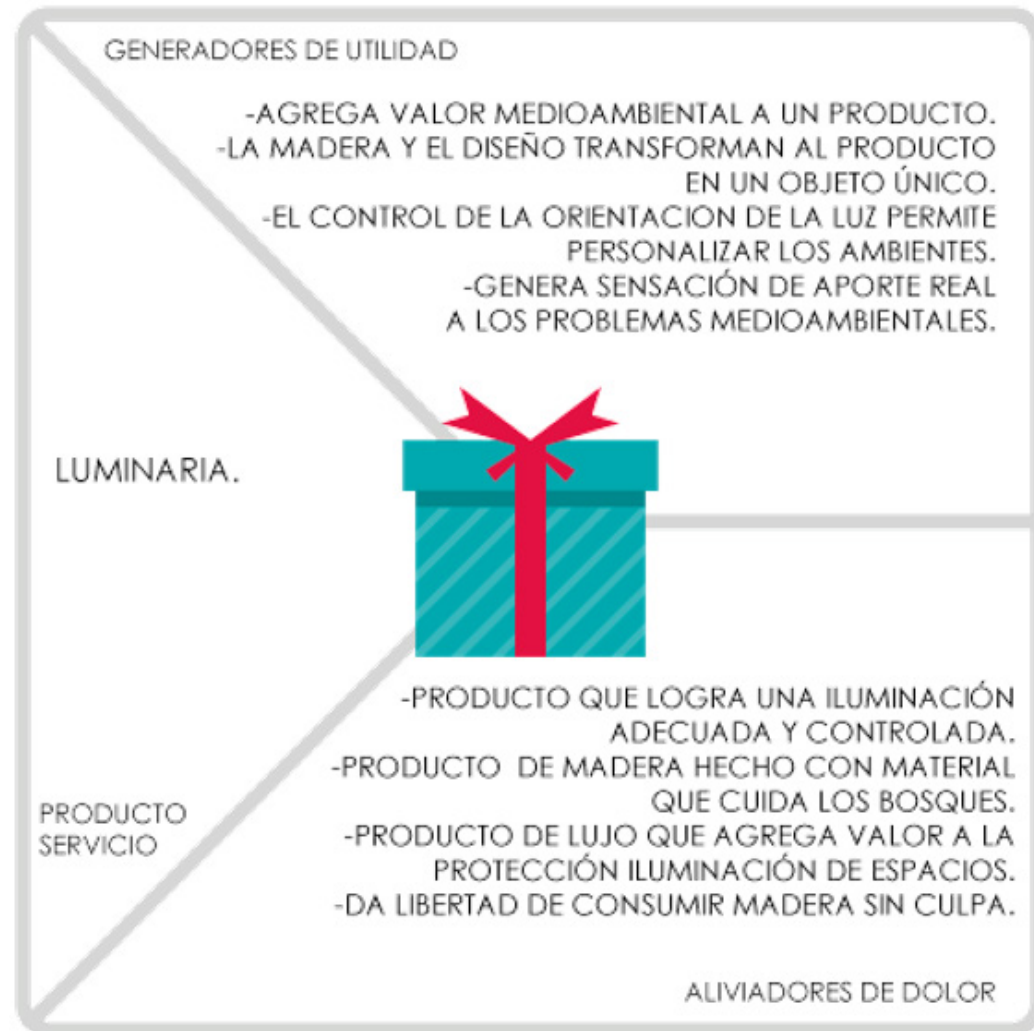 GENERADORES DE UTILIDAD
-AGREGA VALOR MEDIOAMBIENTAL A UN PRODUCTO.
-LA MADERA Y EL DISEÑO TRANSFORMAN AL PRODUCTO
EN UN OBJETO ÚNICO.
-EL CONTROL DE LA ORIENTACION DE LA LUZ PERMITE
PERSONALIZAR LOS AMBIENTES.
-GENERA SENSACIÓN DE APORTE REAL
A LOS PROBLEMAS MEDIOAMBIENTALES.
LUMINARIA.
PRODUCTO
SERVICIO
-PRODUCTO QUE LOGRA UNA ILUMINACIÓN
ADECUADA Y CONTROLADA.
-PRODUCTO DE MADERA HECHO CON MATERIAL
QUE CUIDA LOS BOSQUES.
-PRODUCTO DE LUJO QUE AGREGA VALOR A LA
PROTECCIÓN ILUMINACIÓN DE ESPACIOS.
-DA LIBERTAD DE CONSUMIR MADERA SIN CULPA.
ALIVIADORES DE DOLOR